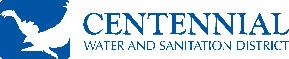 CENTENNIAL
WATER AND SANITATION DISTRICT